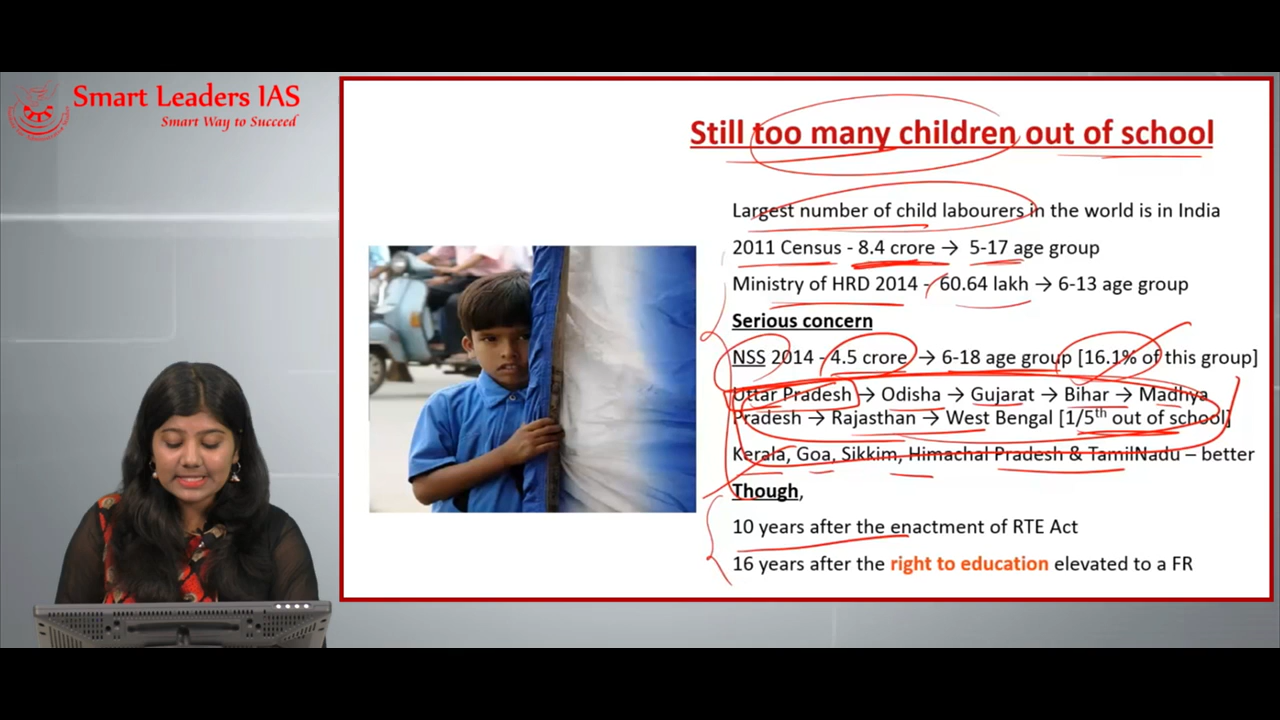 Smart Leaders IAS
Smart Way to Succeed
Still too many children out of school
Largest number of child labourers in the world is in India
2011 Census - 8.4 crore → 5-17 age group
Ministry of HRD 2014 - 60.64 lakh → 6-13 age group
Serious concern
NSS 2014 - 4.5 crore → 6-18 age group [16.1% of this group]
Uttar Pradesh → Odisha → Gujarat → Bihar → Madhya
Pradesh → Rajasthan → West Bengal [1/5th out of school]
Kerala, Goa, Sikkim, Himachal Pradesh & TamilNadu – better
Though,
10 years after the enactment of RTE Act
16 years after the right to education elevated to a FR